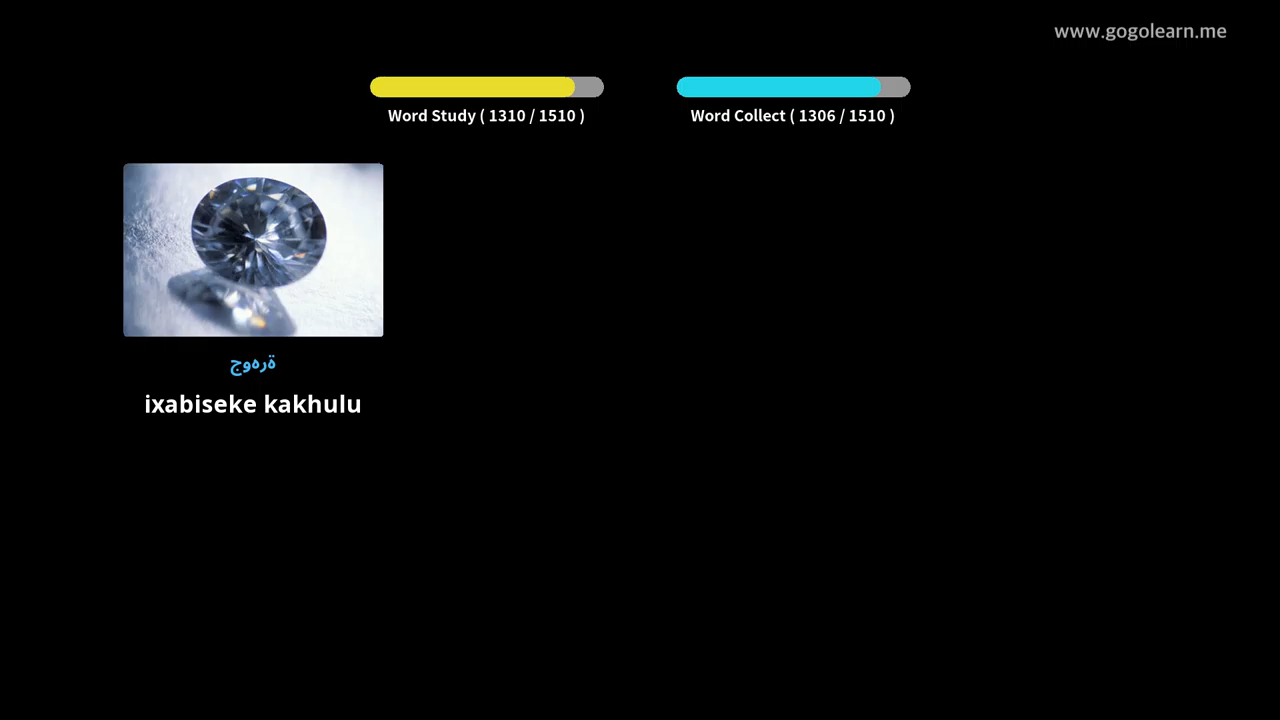 www.gogolearn.me
Word Study ( 1310 / 1510 )
Word Collect ( 1306 / 1510 )
ةرهوج
ixabiseke kakhulu